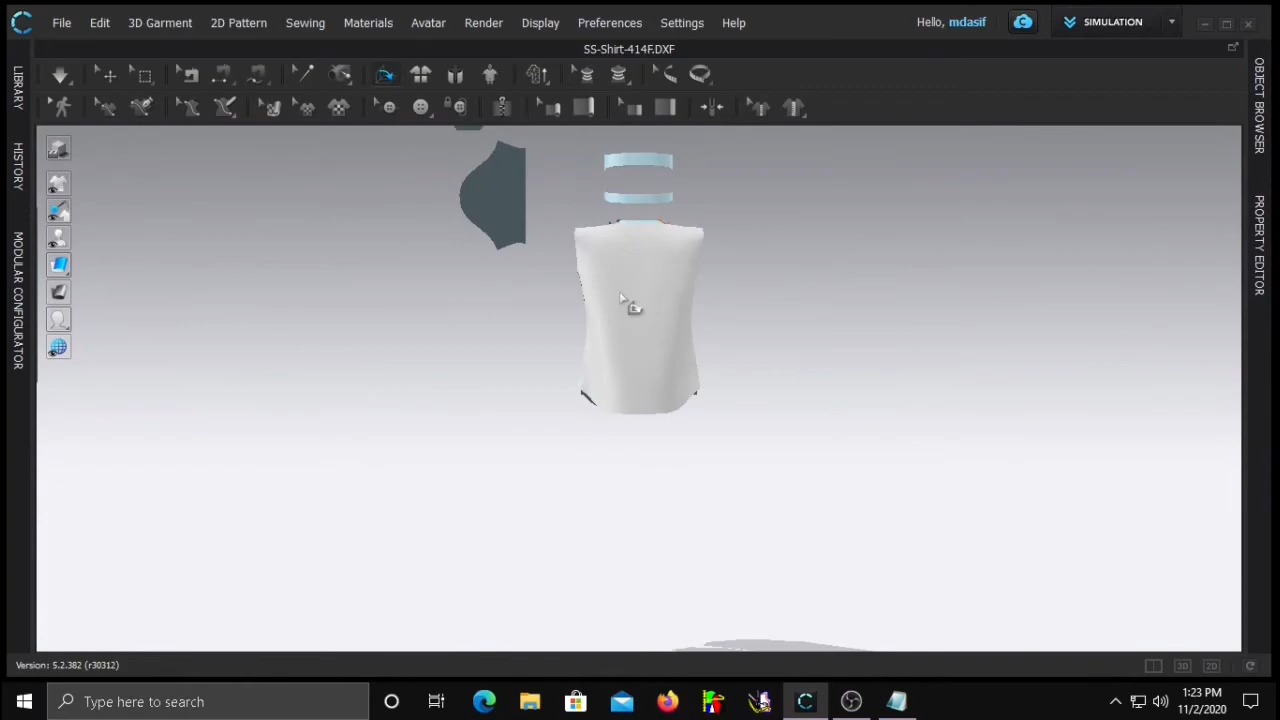 File Edit 3D Garment 2D Pattern Sewing Materials Avatar Render Display Preferences Settings Help Hello, mdasif SIMULATION
SS-Shirt-414F.DXF
LIBRARY
HISTORY
MODULAR CONFIGURATOR
OBJECT BROWSER
PROPERTY EDITOR
Version: 5.2.382 (r30312)
3D 2D
Type here to search
1:23 PM
11/2/2020